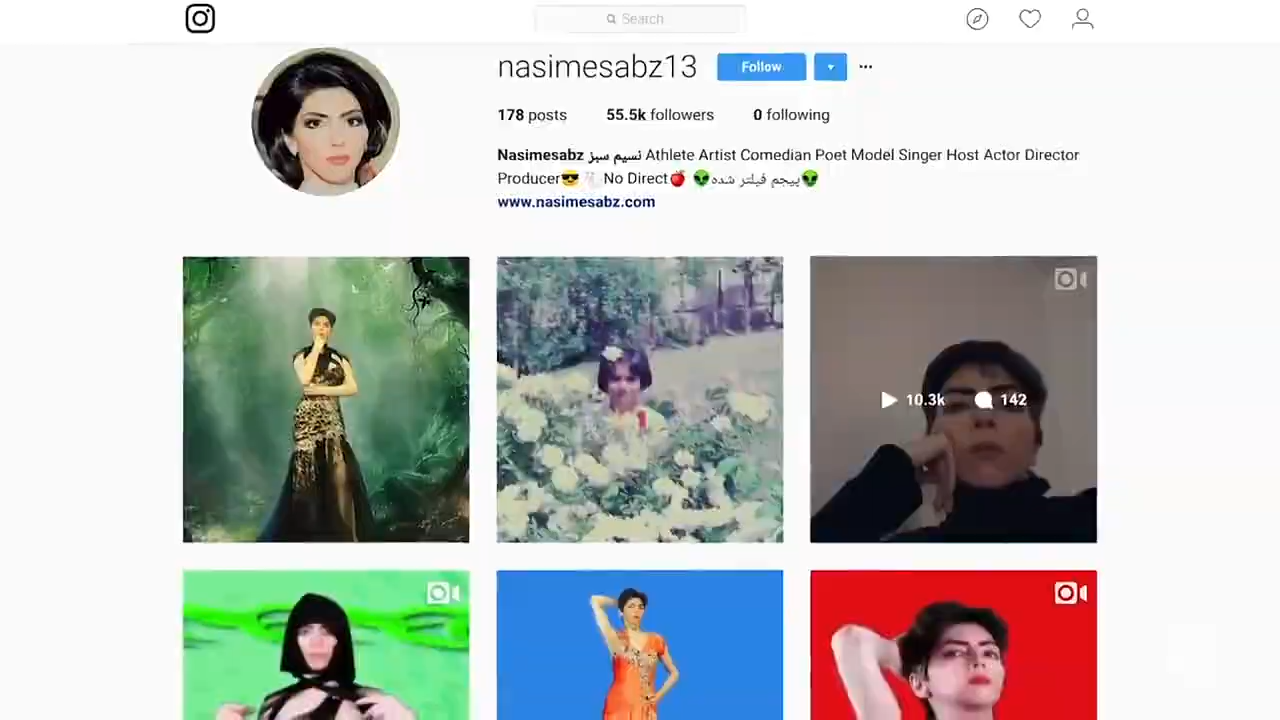 Search
nasimesabz13
Follow
178 posts 55.5k followers 0 following
Nasimesabz نسیم سبز Athlete Artist Comedian Poet Model Singer Host Actor Director
Producer😎 No Direct🍎 👽پیجم فیلتر شده👽
www.nasimesabz.com
10.3k 142